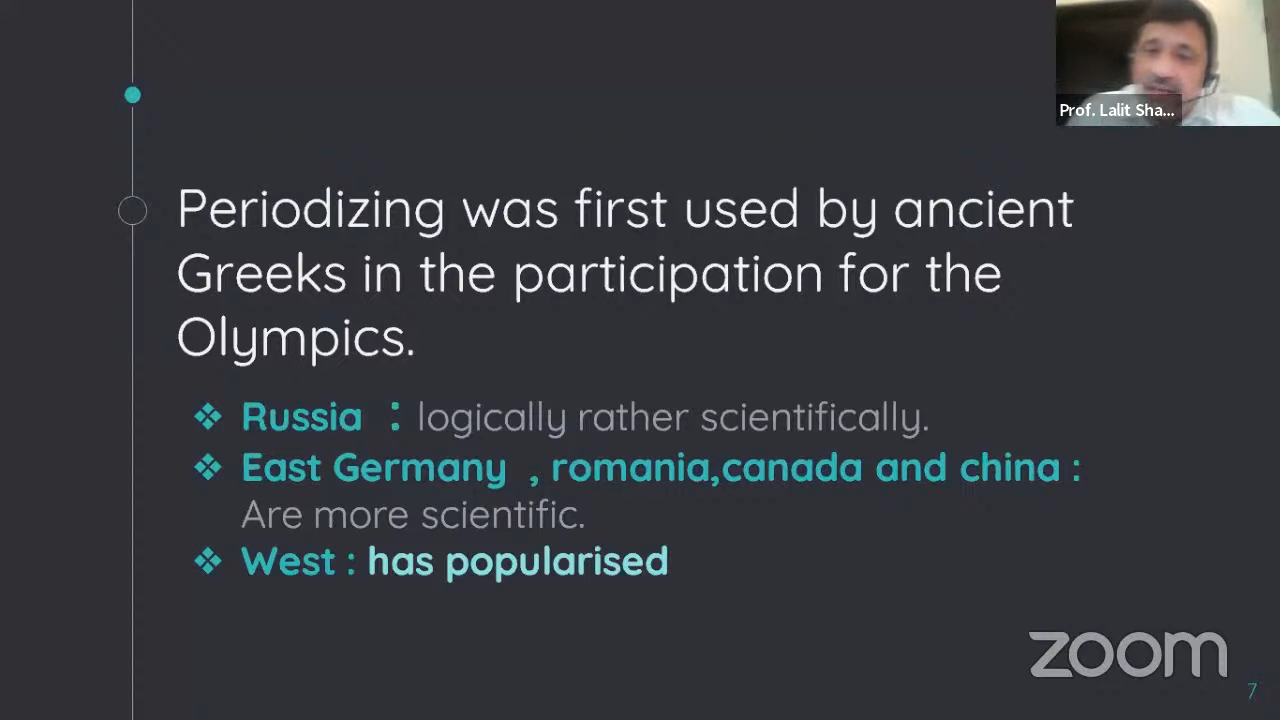 Prof. Lalit Sha...
Periodizing was first used by ancient
Greeks in the participation for the
Olympics.
❖ Russia : logically rather scientifically.
❖ East Germany , romania,canada and china :
Are more scientific.
❖ West : has popularised
zoom
7